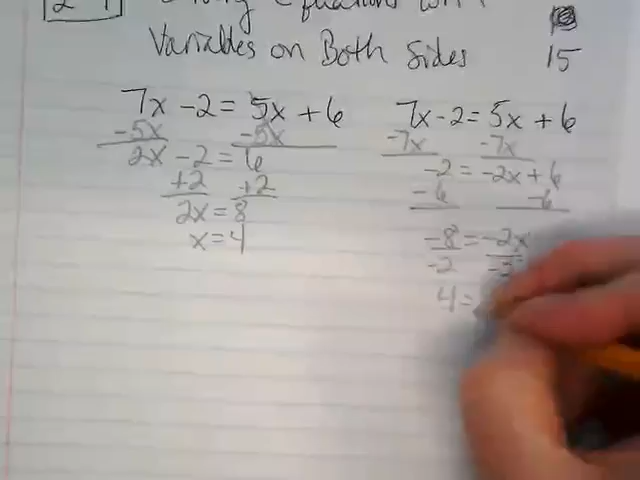 Variables on Both Sides
15
7x - 2 = 5x + 6
-5x -5x
2x - 2 = 6
+2 +2
2x = 8
x = 4
7x - 2 = 5x + 6
-7x -7x
-2 = -2x + 6
-6 -6
-8 = -2x
-2
4 =